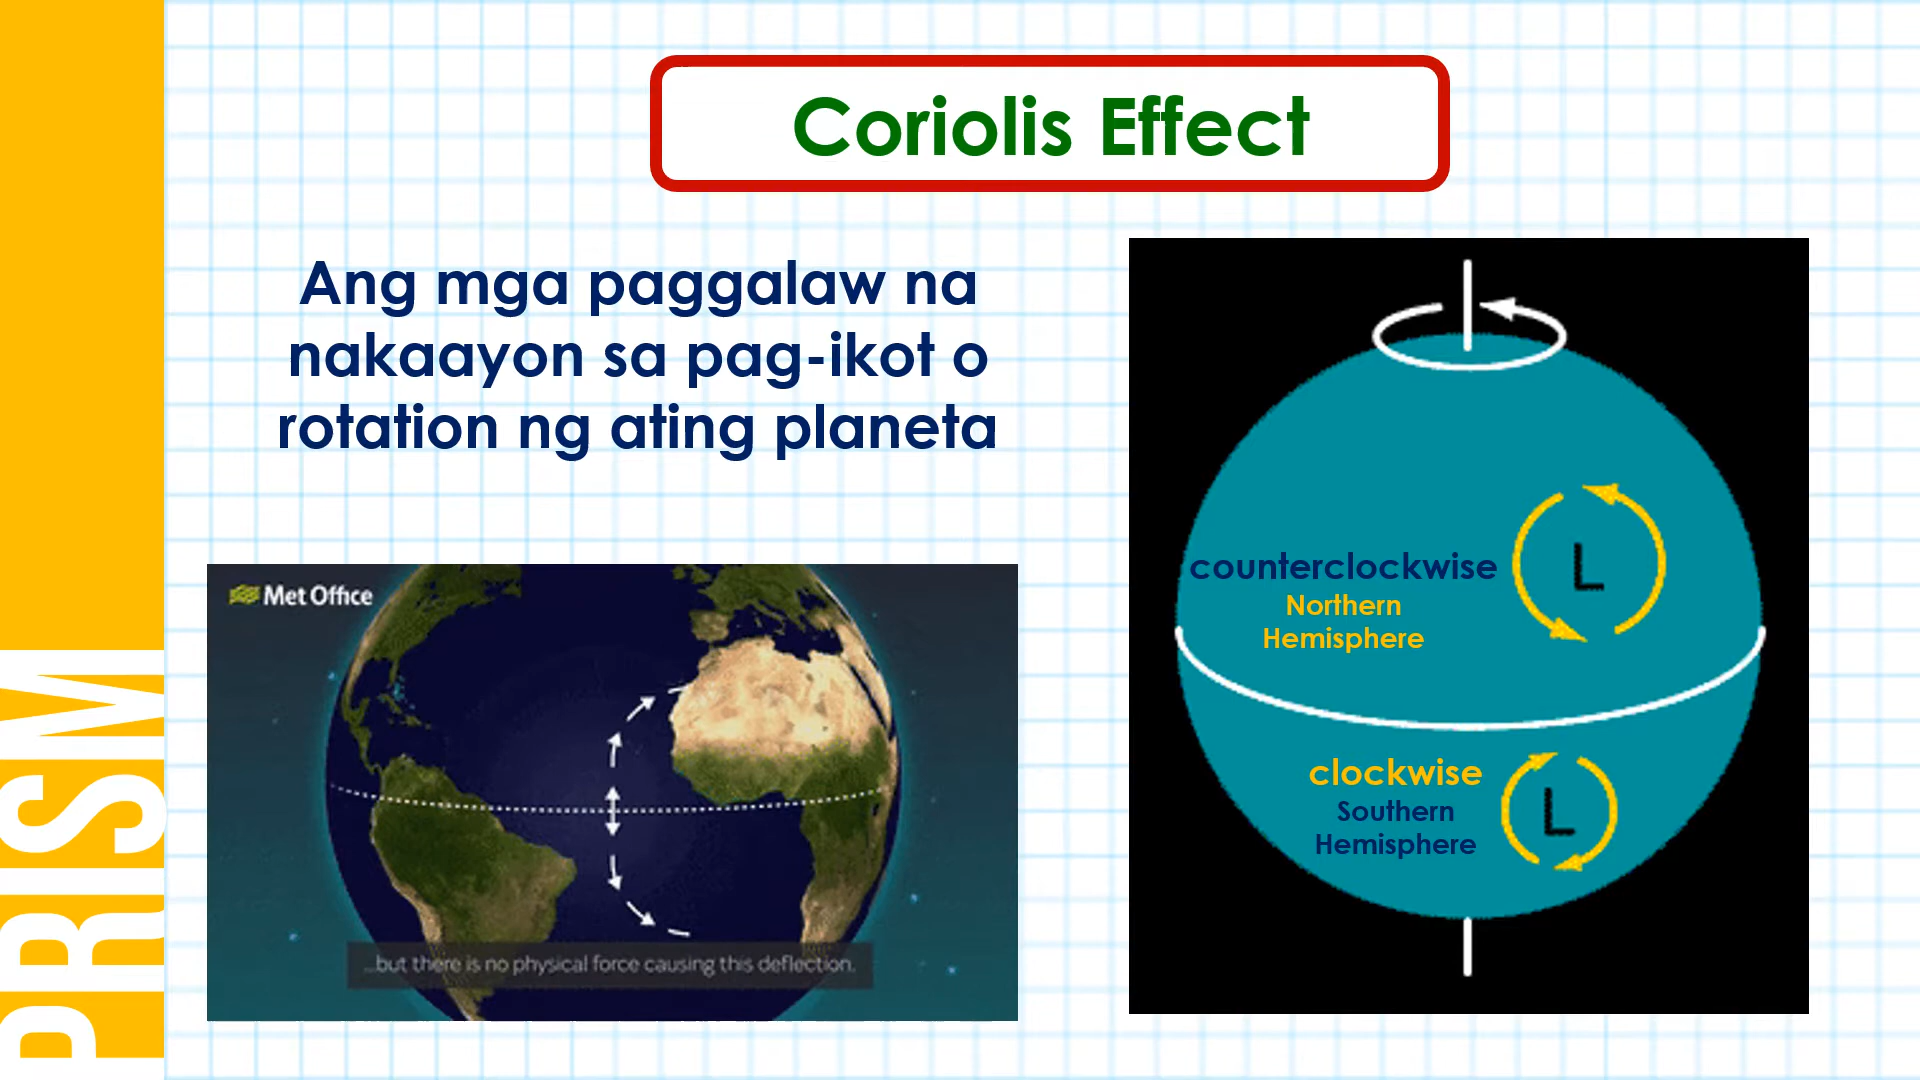 Coriolis Effect
Ang mga paggalaw na
nakaayon sa pag-ikot o
rotation ng ating planeta
Met Office
...but there is no physical force causing this deflection.
counterclockwise
Northern
Hemisphere
L
clockwise
Southern
Hemisphere
L
PRISM